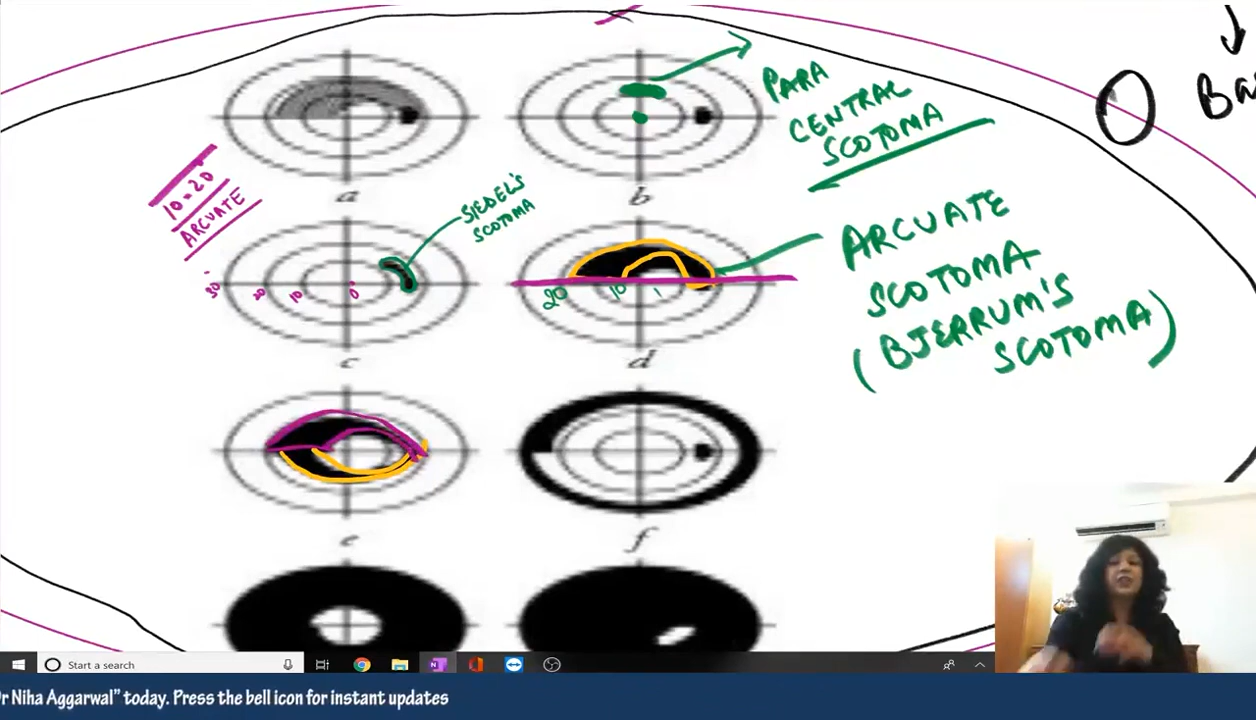 PARA
CENTRAL
SCOTOMA
a
b
10-20
ARCUATE
SIEDEL'S
SCOTOMA
30°
20
10
0°
c
20
10
d
ARCUATE
SCOTOMA
(BJERRUM'S
SCOTOMA)
e
f
Start a search
r Niha Aggarwal" today. Press the bell icon for instant updates